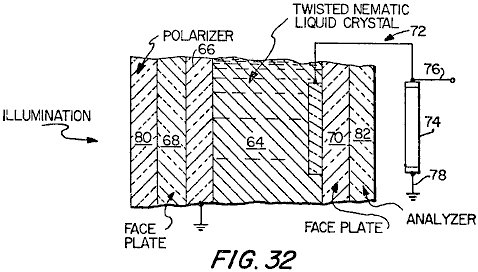 TWISTED NEMATIC
LIQUID CRYSTAL
POLARIZER
66
72
76
ILLUMINATION
80
68
64
70
82
74
78
FACE
PLATE
FACE PLATE
ANALYZER
FIG. 32